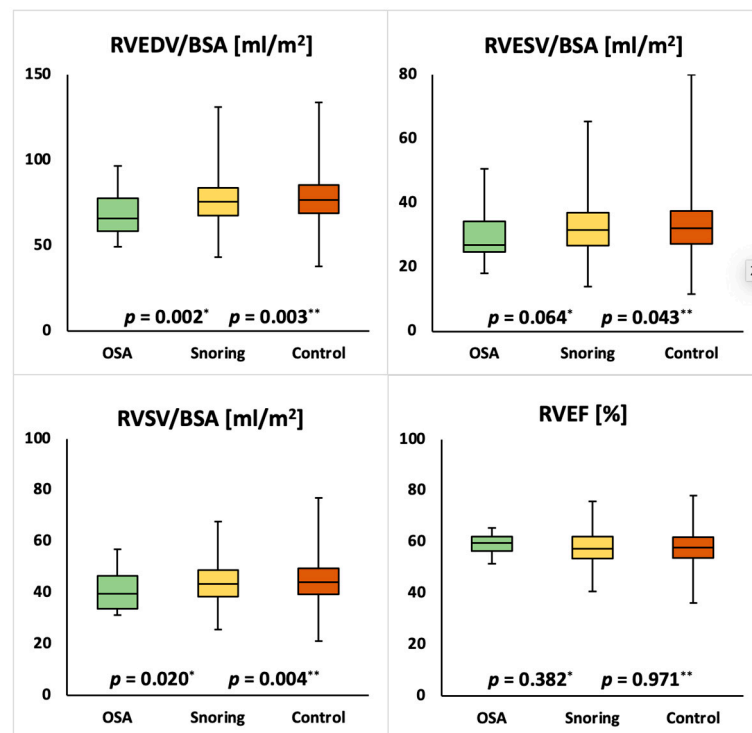 RVEDV/BSA [ml/m²]
150
100
50
0
p = 0.002* p = 0.003**
OSA Snoring Control
RVESV/BSA [ml/m²]
80
60
40
20
0
p = 0.064* p = 0.043**
OSA Snoring Control
RVSV/BSA [ml/m²]
100
80
60
40
20
0
p = 0.020* p = 0.004**
OSA Snoring Control
RVEF [%]
100
80
60
40
20
0
p = 0.382* p = 0.971**
OSA Snoring Control